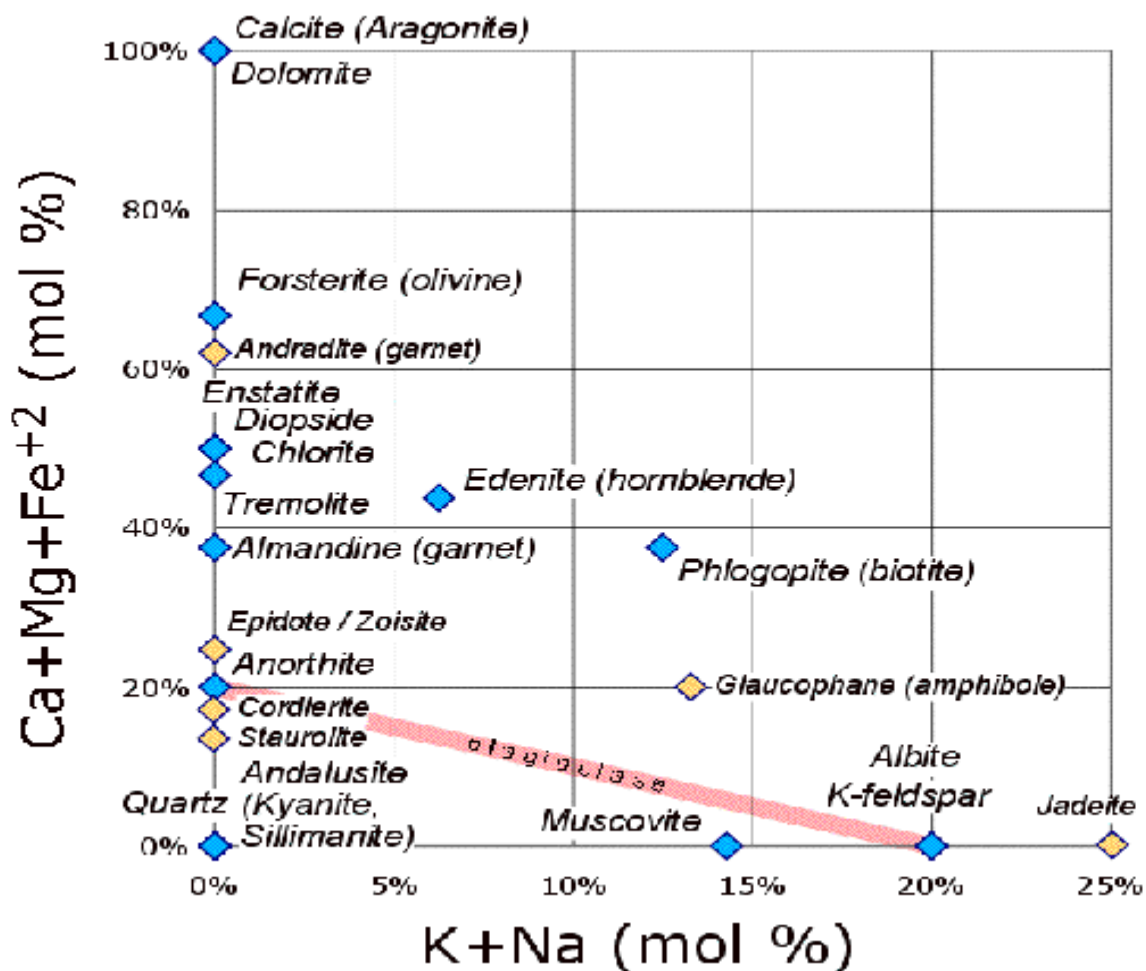 Calcite (Aragonite)
100%
Dolomite
80%
Forsterite (olivine)
Andradite (garnet)
60%
Enstatite
Diopside
Chlorite
Edenite (hornblende)
Tremolite
40%
Almandine (garnet)
Phlogopite (biotite)
Epidote / Zoisite
Anorthite
20%
Glaucophane (amphibole)
Cordierite
Staurolite
plagioclase
Andalusite
Albite
Quartz (Kyanite,
K-feldspar
Muscovite
Jadeite
Sillimanite)
0%
0% 5% 10% 15% 20% 25%
K+Na (mol %)
Ca+Mg+Fe+2 (mol %)